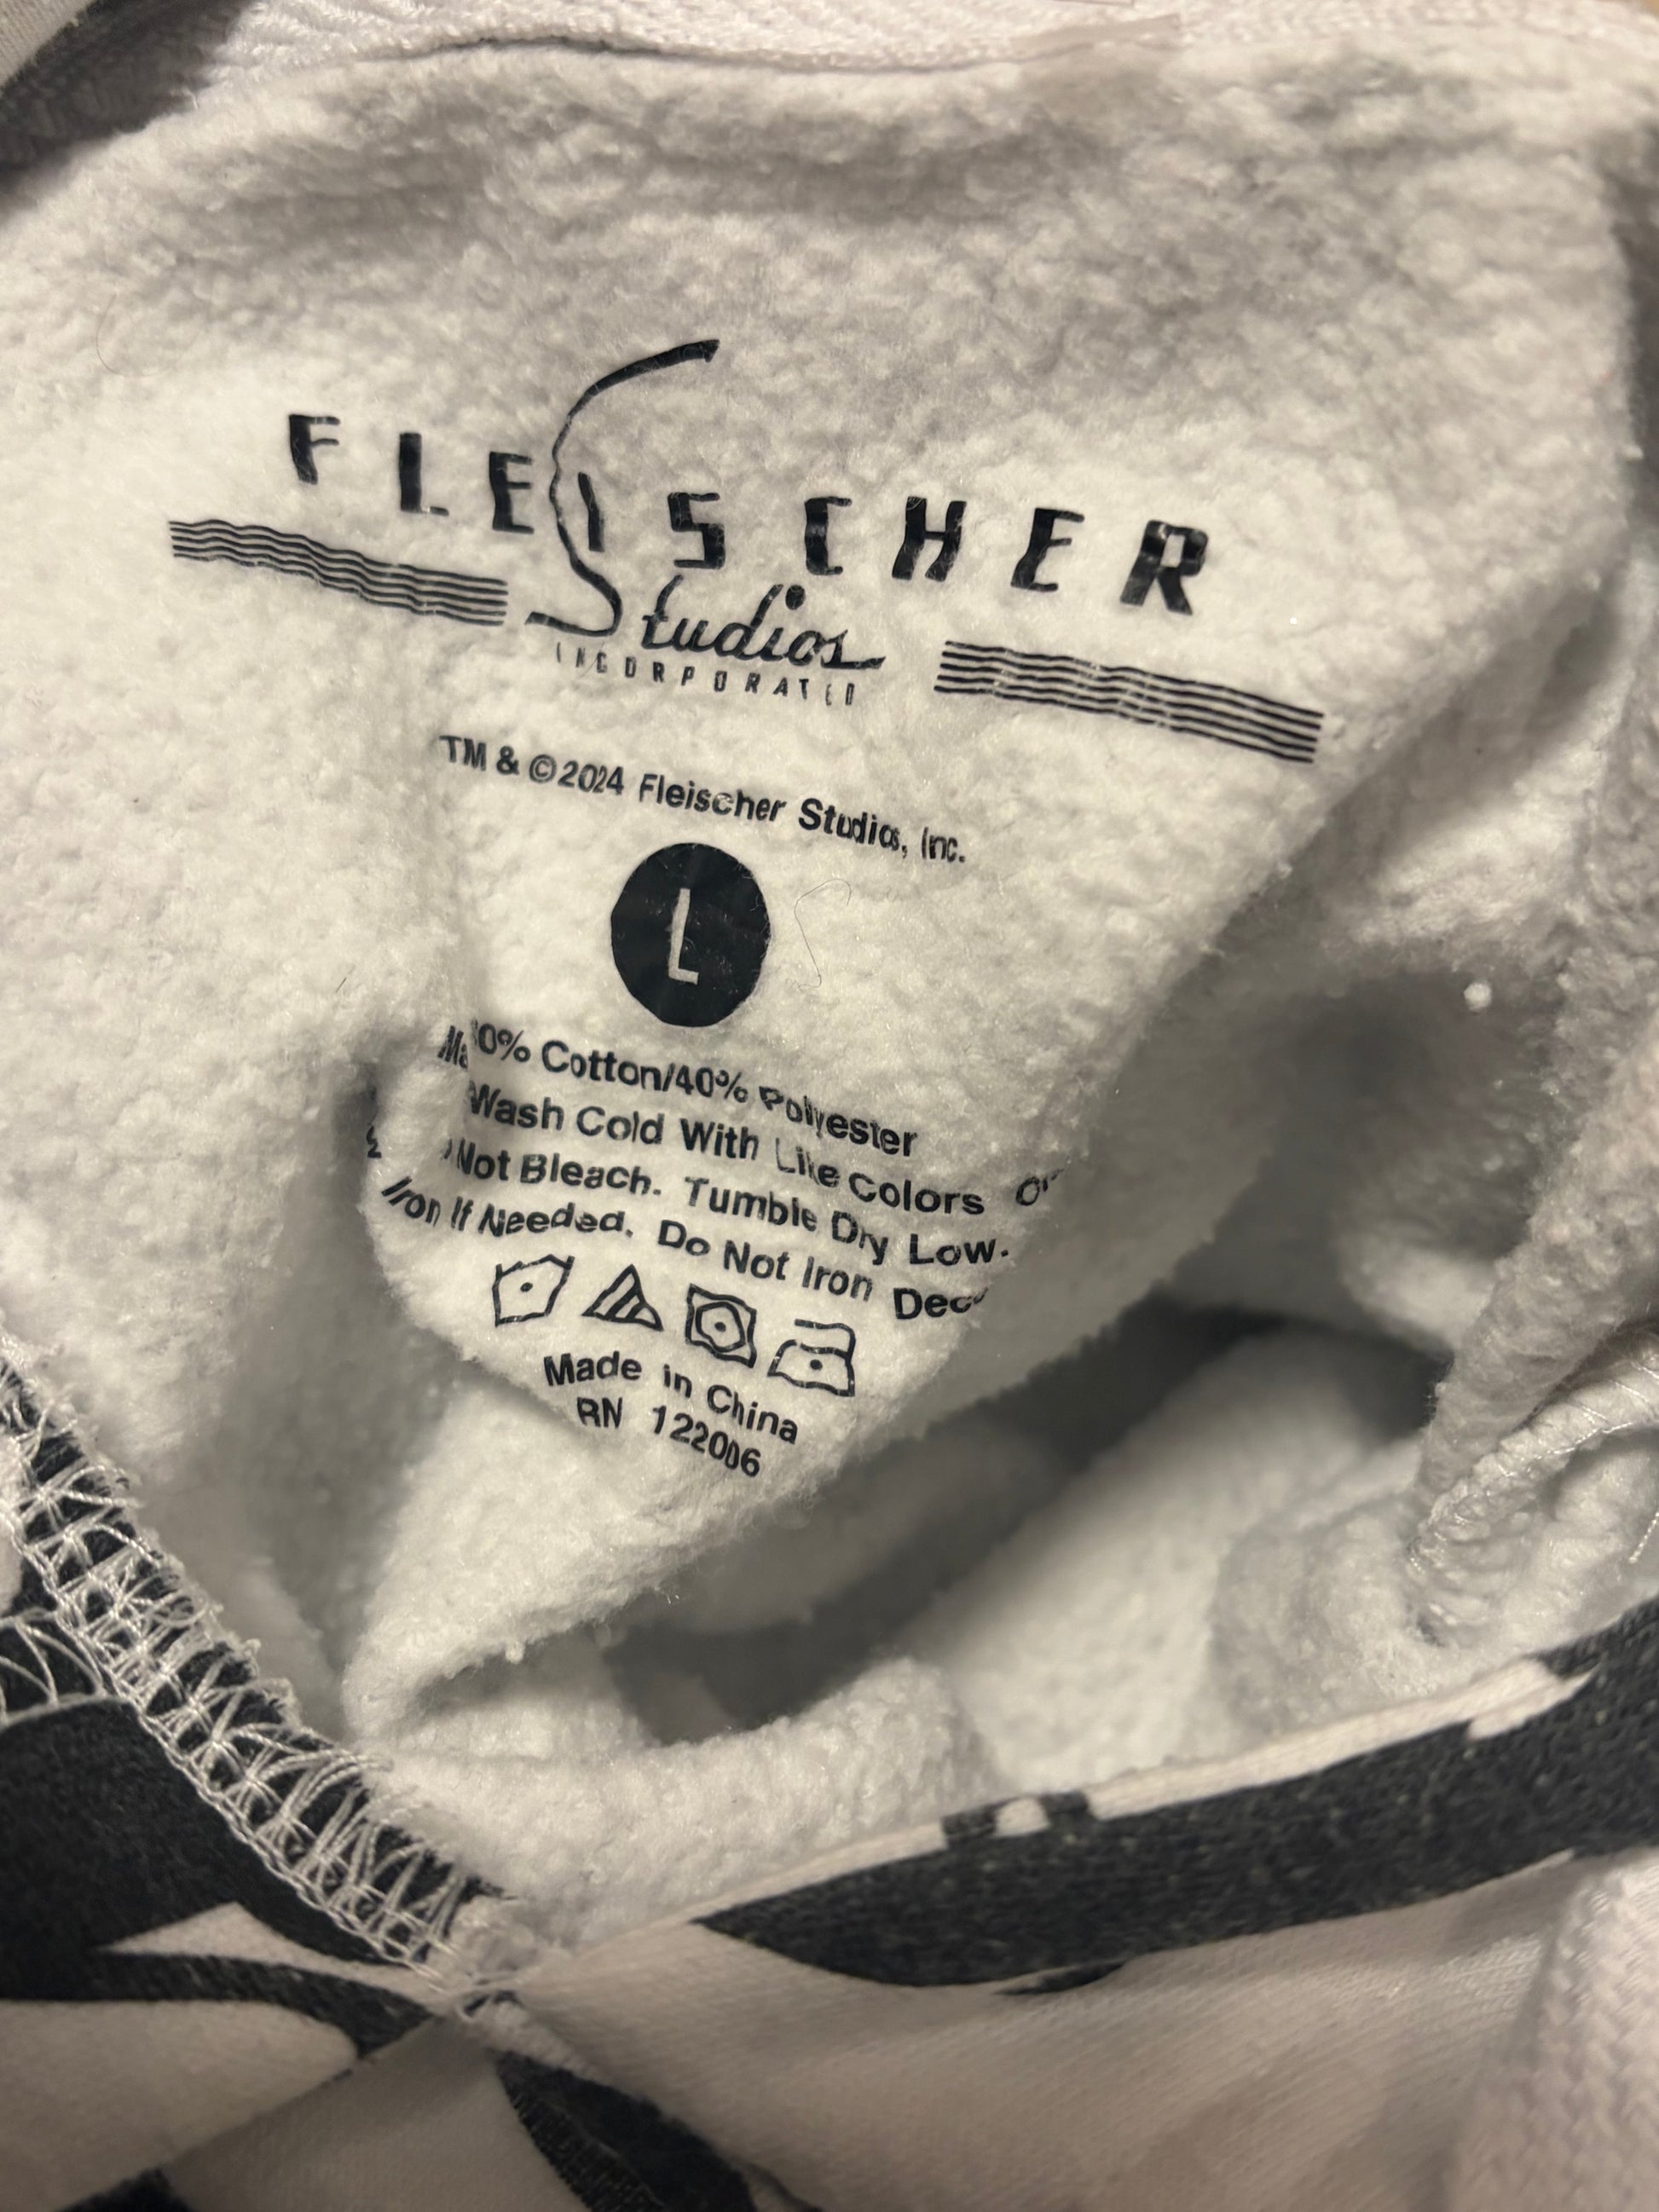 FLEISCHER
Studios
INCORPORATED
TM & ©2024 Fleischer Studios, Inc.
L
0% Cotton/40% Polyester
Wash Cold With Like Colors
Not Bleach. Tumble Dry Low.
Iron If Needed. Do Not Iron
Made in China
RN 122006